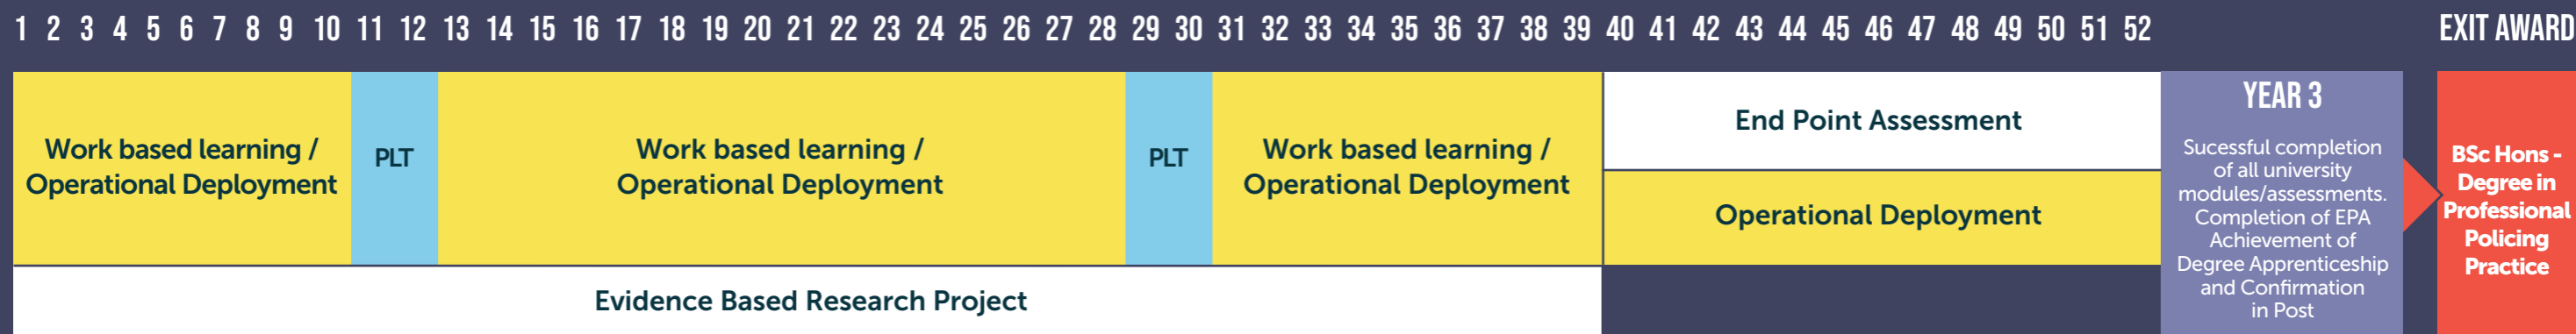 1 2 3 4 5 6 7 8 9 10 11 12 13 14 15 16 17 18 19 20 21 22 23 24 25 26 27 28 29 30 31 32 33 34 35 36 37 38 39 40 41 42 43 44 45 46 47 48 49 50 51 52
EXIT AWARD
Work based learning /
Operational Deployment
PLT
Work based learning /
Operational Deployment
PLT
Work based learning /
Operational Deployment
End Point Assessment
Operational Deployment
Evidence Based Research Project
YEAR 3
Sucessful completion
of all university
modules/assessments.
Completion of EPA
Achievement of
Degree Apprenticeship
and Confirmation
in Post
BSc Hons -
Degree in
Professional
Policing
Practice